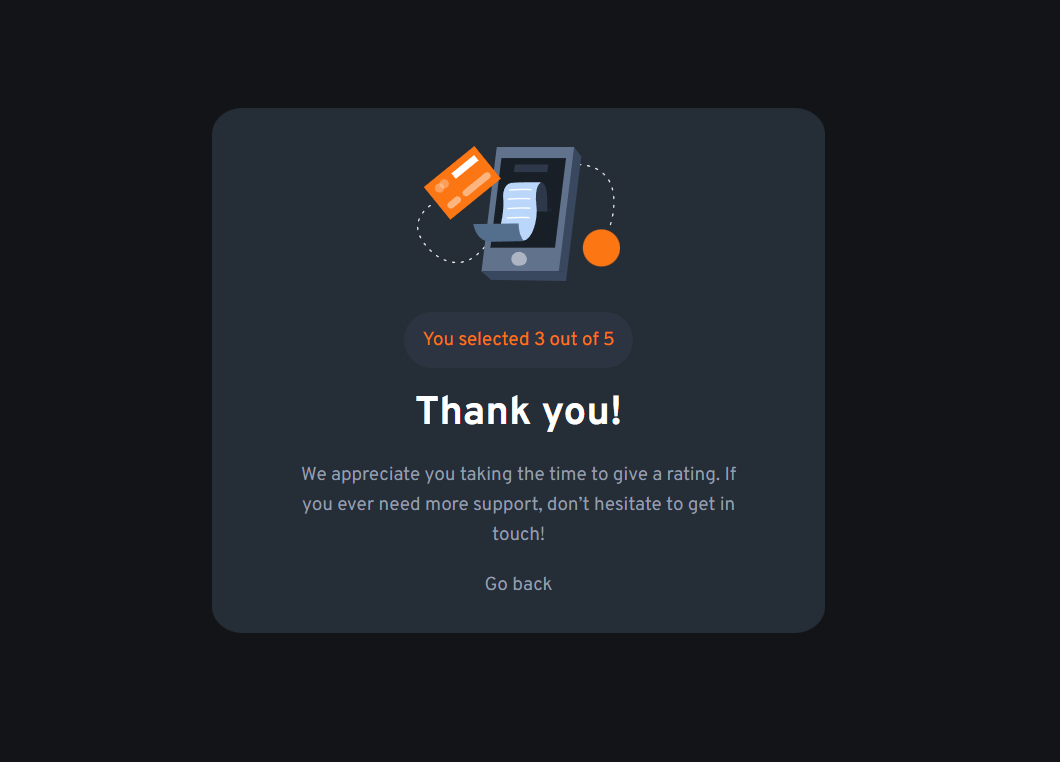 You selected 3 out of 5
Thank you!
We appreciate you taking the time to give a rating. If
you ever need more support, don’t hesitate to get in
touch!
Go back